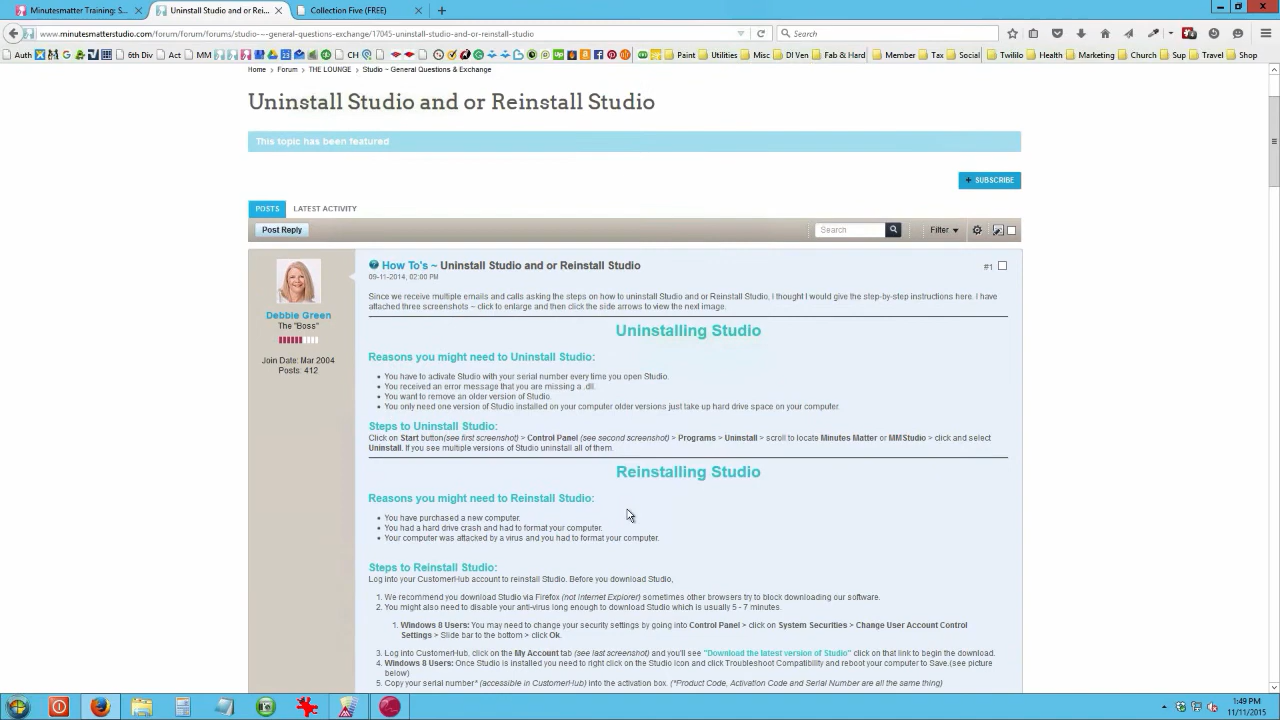 Minutesmatter Training: S...
Uninstall Studio and or Rei...
Collection Five (FREE)
www.minutesmatterstudio.com/forum/forum/forums/studio-~-general-questions-exchange/17045-uninstall-studio-and-or-reinstall-studio
Search
Auth 6th Div Act MM CH Paint Utilities Misc DI Ven Fab & Hard Member Tax Social Twililo Health Marketing Church Sup Travel Shop
Home › Forum › THE LOUNGE › Studio ~ General Questions & Exchange
Uninstall Studio and or Reinstall Studio
This topic has been featured
+ SUBSCRIBE
POSTS LATEST ACTIVITY
Post Reply
Search
Filter
How To's ~ Uninstall Studio and or Reinstall Studio
#1
09-11-2014, 02:00 PM
Debbie Green
The "Boss"
Join Date: Mar 2004
Posts: 412
Since we receive multiple emails and calls asking the steps on how to uninstall Studio and or Reinstall Studio, I thought I would give the step-by-step instructions here. I have
attached three screenshots ~ click to enlarge and then click the side arrows to view the next image.
Uninstalling Studio
Reasons you might need to Uninstall Studio:
• You have to activate Studio with your serial number every time you open Studio.
• You received an error message that you are missing a .dll.
• You want to remove an older version of Studio.
• You only need one version of Studio installed on your computer older versions just take up hard drive space on your computer.
Steps to Uninstall Studio:
Click on Start button(see first screenshot) > Control Panel (see second screenshot) > Programs > Uninstall > scroll to locate Minutes Matter or MMStudio > click and select
Uninstall. If you see multiple versions of Studio uninstall all of them.
Reinstalling Studio
Reasons you might need to Reinstall Studio:
• You have purchased a new computer.
• You had a hard drive crash and had to format your computer.
• Your computer was attacked by a virus and you had to format your computer.
Steps to Reinstall Studio:
Log into your CustomerHub account to reinstall Studio. Before you download Studio,
1. We recommend you download Studio via Firefox (not Internet Explorer) sometimes other browsers try to block downloading our software.
2. You might also need to disable your anti-virus long enough to download Studio which is usually 5 - 7 minutes.
1. Windows 8 Users: You may need to change your security settings by going into Control Panel > click on System Securities > Change User Account Control
Settings > Slide bar to the bottom > click Ok.
3. Log into CustomerHub, click on the My Account tab (see last screenshot) and you'll see "Download the latest version of Studio" click on that link to begin the download.
4. Windows 8 Users: Once Studio is installed you need to right click on the Studio icon and click Troubleshoot Compatibility and reboot your computer to Save.(see picture
below)
5. Copy your serial number* (accessible in CustomerHub) into the activation box. (*Product Code, Activation Code and Serial Number are all the same thing)
1:49 PM
11/11/2015